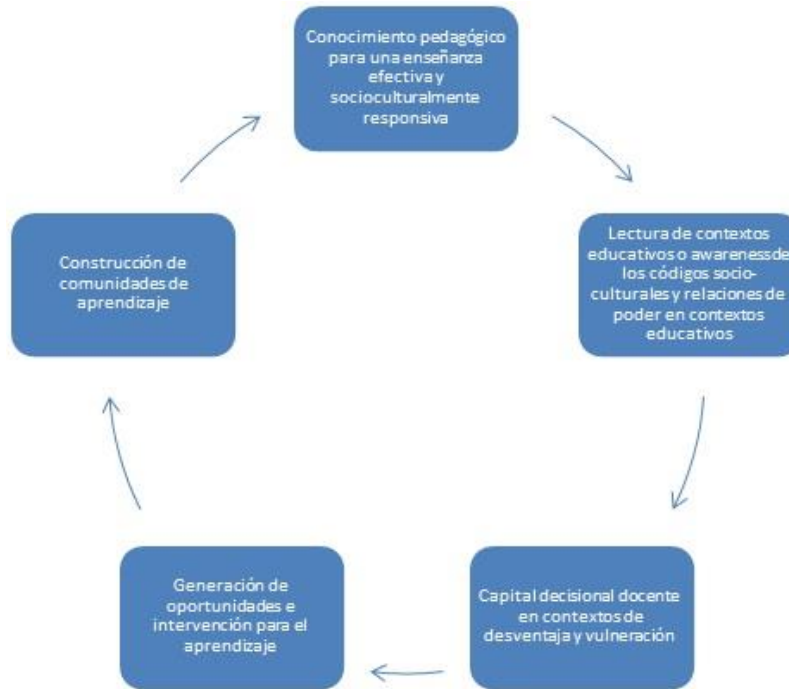 Conocimiento pedagógico
para una enseñanza
efectiva y
socioculturalmente
responsiva
Lectura de contextos
educativos o awarenessde
los códigos socio-
culturales y relaciones de
poder en contextos
educativos
Capital decisional docente
en contextos de
desventaja y vulneración
Generación de
oportunidades e
intervención para el
aprendizaje
Construcción de
comunidades de
aprendizaje